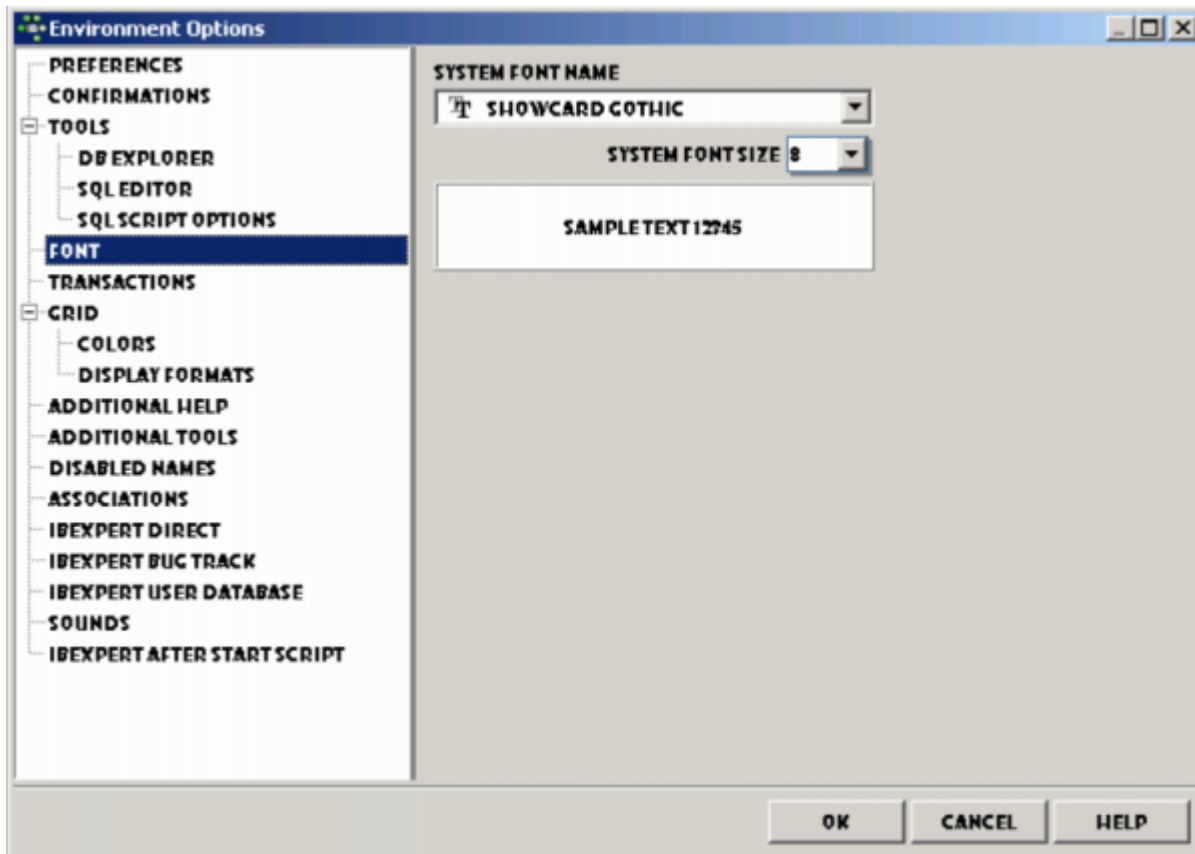 Environment Options
PREFERENCES
CONFIRMATIONS
TOOLS
DB EXPLORER
SQL EDITOR
SQL SCRIPT OPTIONS
FONT
TRANSACTIONS
GRID
COLORS
DISPLAY FORMATS
ADDITIONAL HELP
ADDITIONAL TOOLS
DISABLED NAMES
ASSOCIATIONS
IBEXPERT DIRECT
IBEXPERT BUG TRACK
IBEXPERT USER DATABASE
SOUNDS
IBEXPERT AFTER START SCRIPT
SYSTEM FONT NAME
SHOWCARD GOTHIC
SYSTEM FONT SIZE 8
SAMPLE TEXT 12345
OK CANCEL HELP